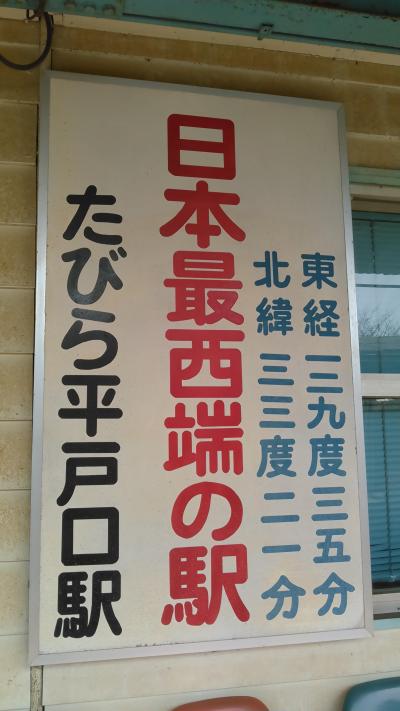 東経一二九度三五分
北緯三三度二一分
日本最西端の駅
たびら平戸口駅